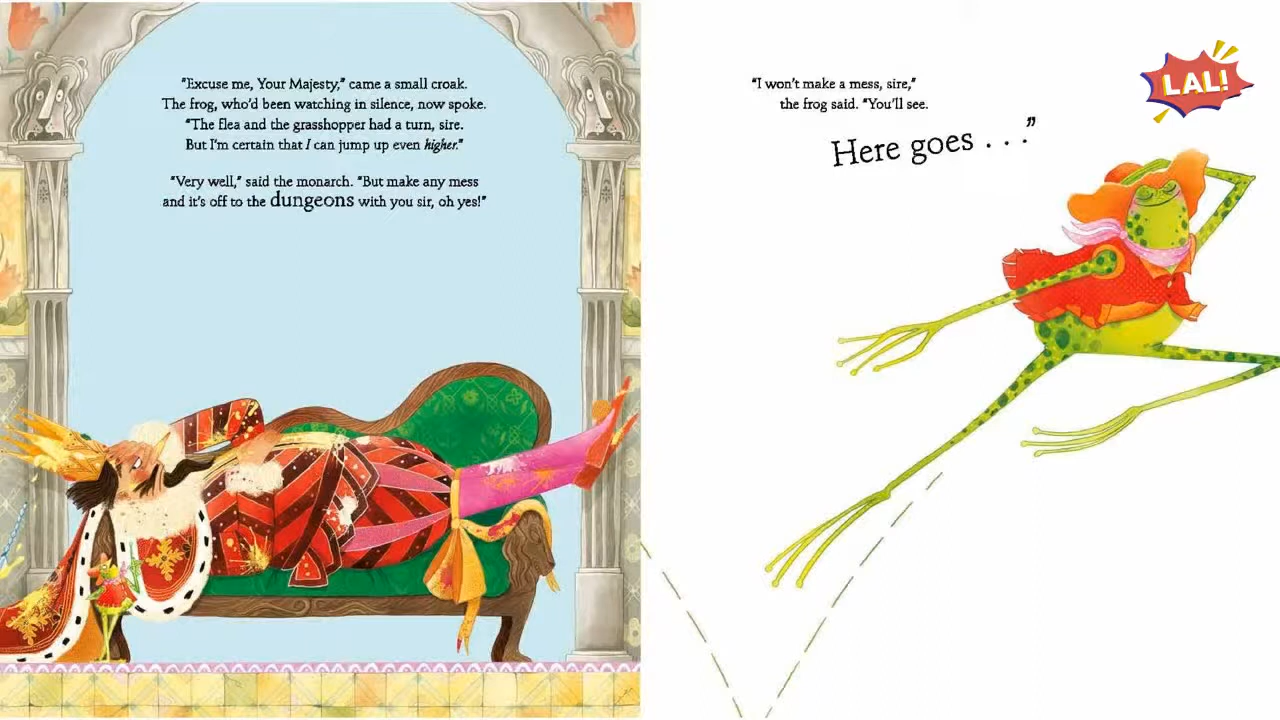 "Excuse me, Your Majesty," came a small croak.
The frog, who'd been watching in silence, now spoke.
"The flea and the grasshopper had a turn, sire.
But I'm certain that I can jump up even higher."
"Very well," said the monarch. "But make any mess
and it's off to the dungeons with you sir, oh yes!"
"I won't make a mess, sire,"
the frog said. "You'll see.
Here goes . . ."
LAL!